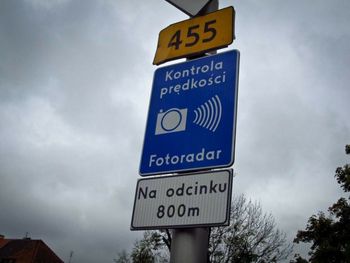 455
Kontrola
prędkości
Fotoradar
Na odcinku
800m